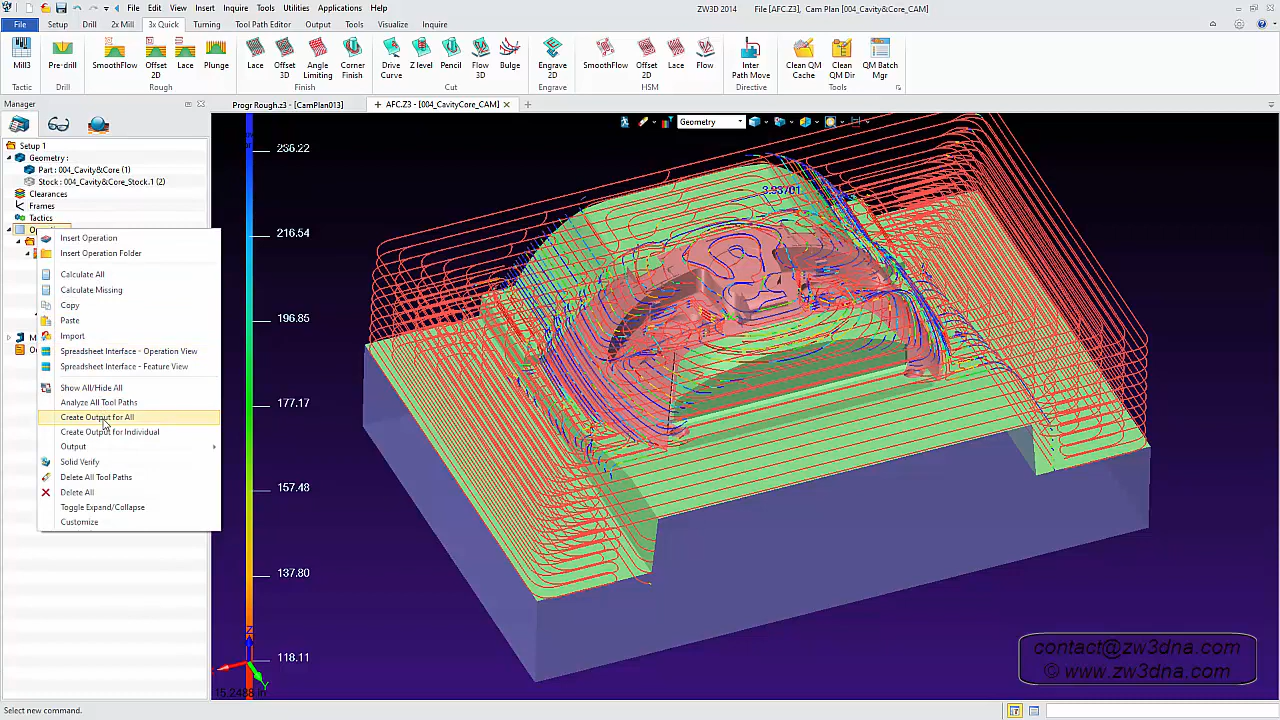 File Edit View Insert Tools Utilities Applications Help
ZW3D 2014 File [AFC.Z3], Cam Plan [004_Cavity&Core_CAM]
File Setup 2x Mill 3x Quick Turning Tool Path Editor Output Tools Visualize Inquire
Mill3 Pre-drill SmoothFlow Offset 2D Lace Plunge Lace Offset 3D Angle Limiting Corner Finish Drive Curve Z level Pencil Flow 3D Bulge Engrave 2D SmoothFlow Offset 2D Lace Flow Inter Path Move Clean QM Cache Clean QM Dir QM Batch Mgr
Tactic Drill Rough Finish Cut Engrave HSM Directive Tools
Manager
Progr Rough.z3 - [CamPlan013]
AFC.Z3 - [004_CavityCore_CAM]
Geometry
Setup 1
Geometry :
Part : 004_Cavity&Core (1)
Stock : 004_Cavity&Core_Stock.1 (2)
Clearances
Frames
Tactics
Insert Operation
Insert Operation Folder
Calculate All
Calculate Missing
Copy
Paste
Import
Spreadsheet Interface - Operation View
Spreadsheet Interface - Feature View
Show All/Hide All
Analyze All Tool Paths
Create Output for All
Create Output for Individual
Output
Solid Verify
Delete All Tool Paths
Delete All
Toggle Expand/Collapse
Customize
236.22
216.54
196.85
177.17
157.48
137.80
118.11
3.93701
Z
Y
15.2488 in
contact@zw3dna.com
© www.zw3dna.com
Select new command.